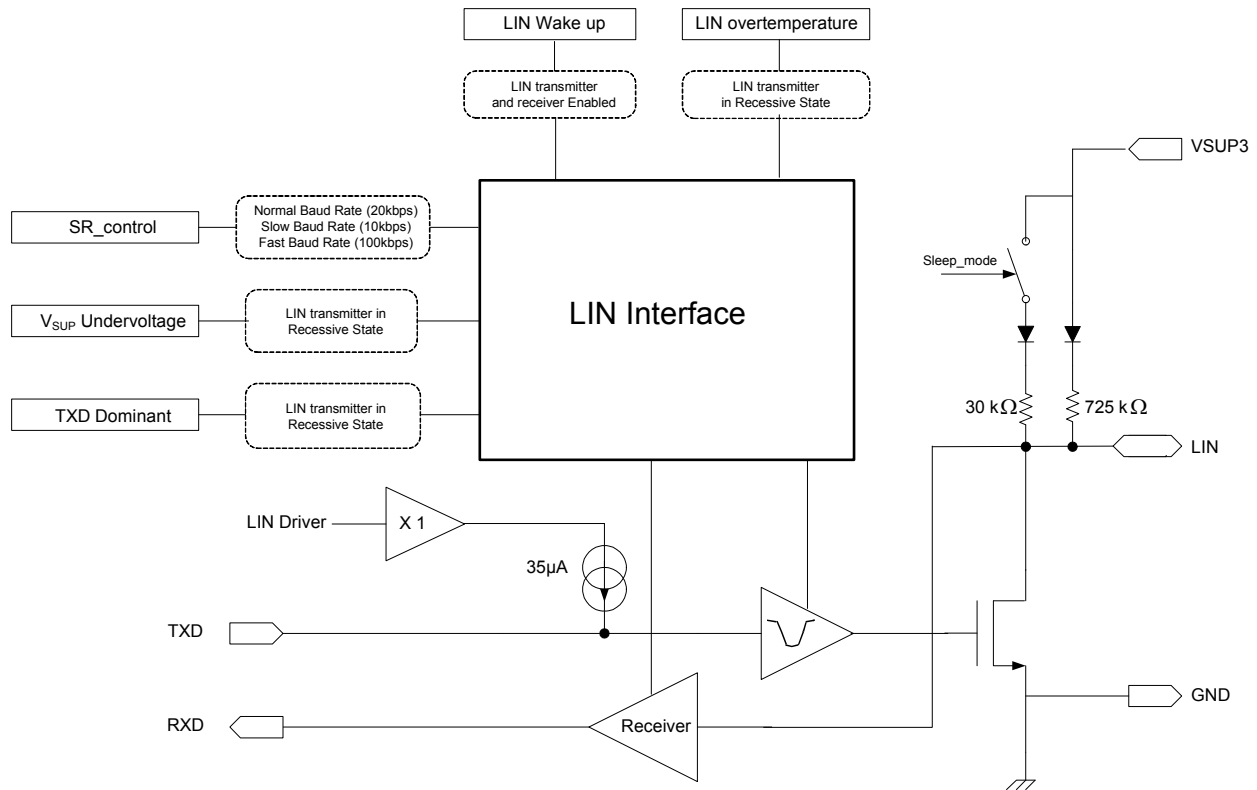 LIN Wake up
LIN overtemperature
LIN transmitter
and receiver Enabled
LIN transmitter
in Recessive State
VSUP3
SR_control
Normal Baud Rate (20kbps)
Slow Baud Rate (10kbps)
Fast Baud Rate (100kbps)
Sleep_mode
VSUP Undervoltage
LIN transmitter in
Recessive State
LIN Interface
TXD Dominant
LIN transmitter in
Recessive State
30 kΩ
725 kΩ
LIN
LIN Driver
X 1
35µA
TXD
RXD
Receiver
GND